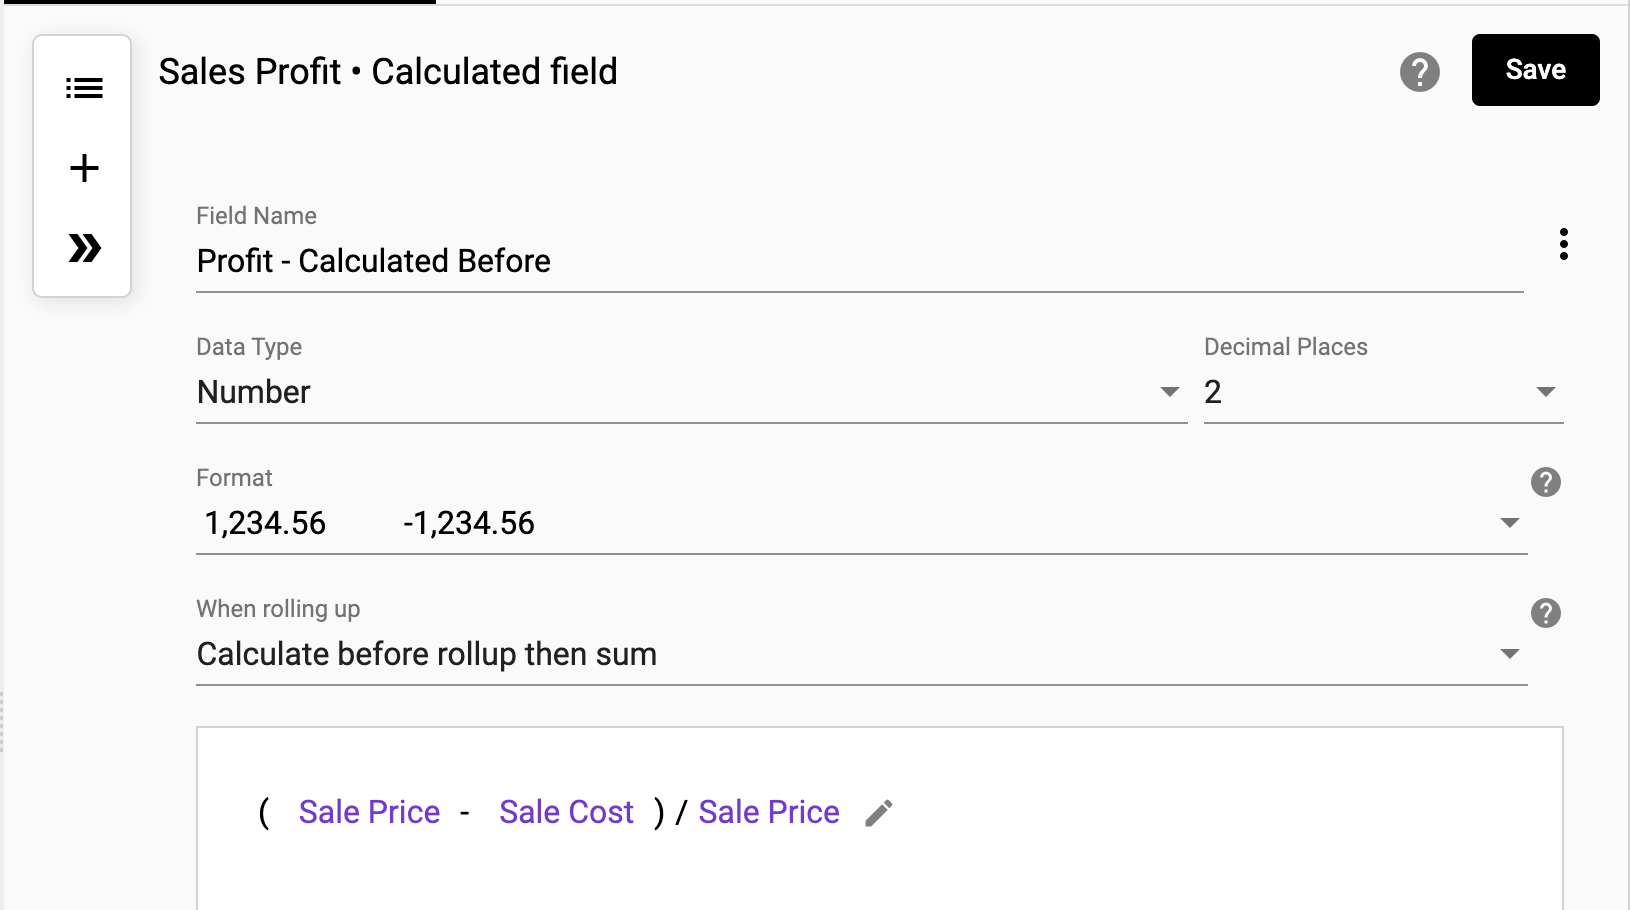 Sales Profit • Calculated field
Save
Field Name
Profit - Calculated Before
Data Type
Number
Decimal Places
2
Format
1,234.56 -1,234.56
When rolling up
Calculate before rollup then sum
( Sale Price - Sale Cost ) / Sale Price